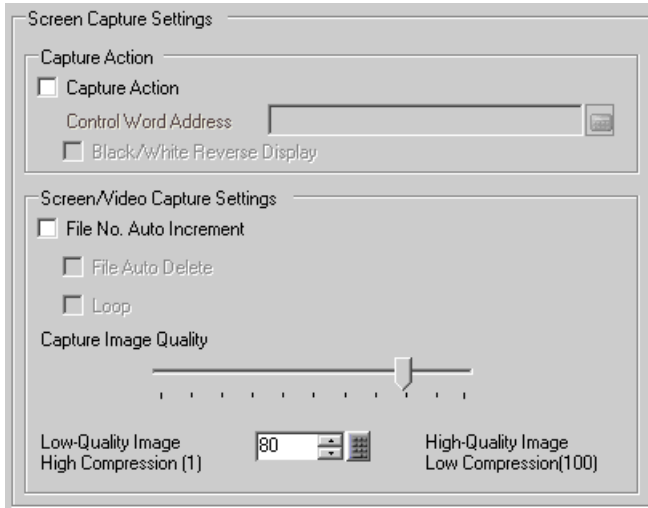 Screen Capture Settings
Capture Action
Capture Action
Control Word Address
Black/White Reverse Display
Screen/Video Capture Settings
File No. Auto Increment
File Auto Delete
Loop
Capture Image Quality
Low-Quality Image
High Compression (1)
80
High-Quality Image
Low Compression(100)